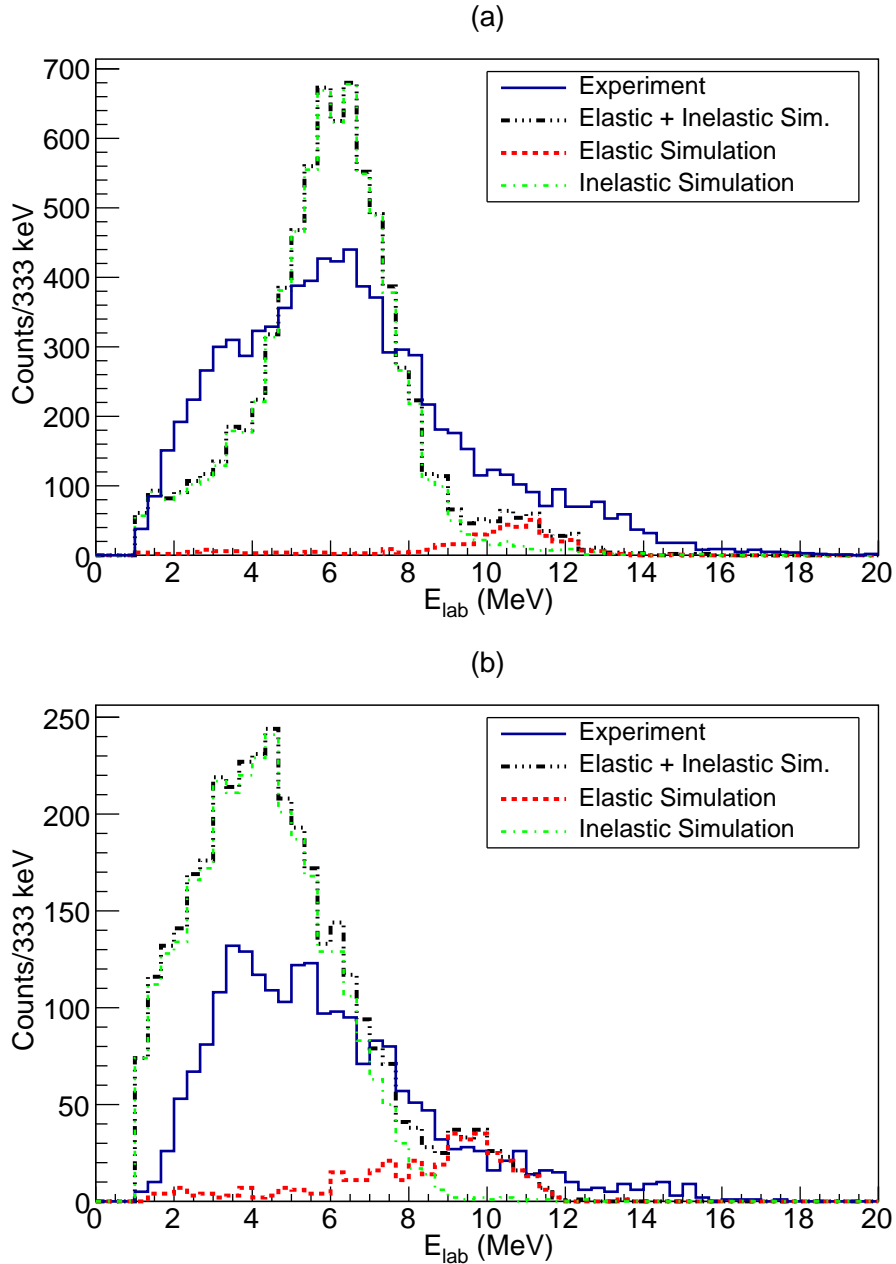 (a)
Counts/333 keV
700
600
500
400
300
200
100
0
Experiment
Elastic + Inelastic Sim.
Elastic Simulation
Inelastic Simulation
0 2 4 6 8 10 12 14 16 18 20
E_lab (MeV)
(b)
Counts/333 keV
250
200
150
100
50
0
Experiment
Elastic + Inelastic Sim.
Elastic Simulation
Inelastic Simulation
0 2 4 6 8 10 12 14 16 18 20
E_lab (MeV)